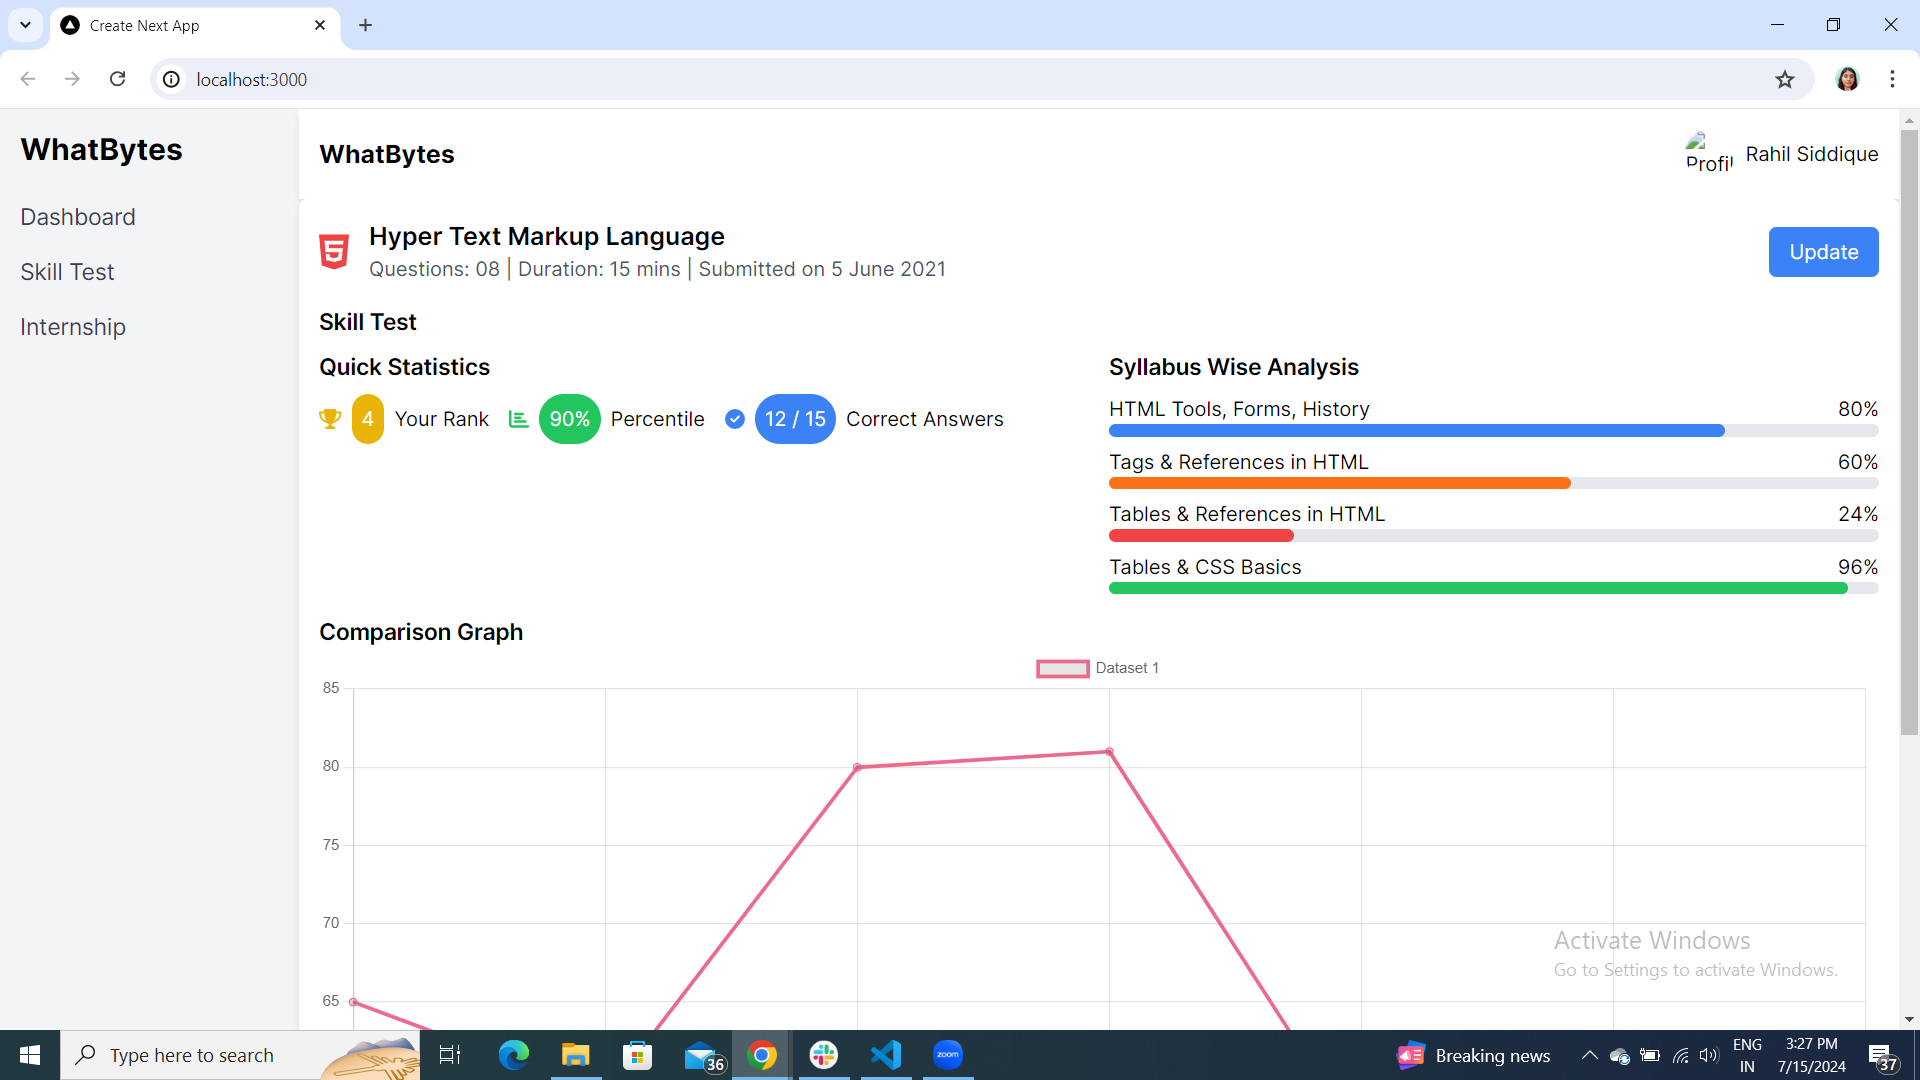 Create Next App
localhost:3000
WhatBytes
Dashboard
Skill Test
Internship
WhatBytes
Profil
Rahil Siddique
Hyper Text Markup Language
Questions: 08 | Duration: 15 mins | Submitted on 5 June 2021
Update
Skill Test
Quick Statistics
4 Your Rank 90% Percentile 12 / 15 Correct Answers
Syllabus Wise Analysis
HTML Tools, Forms, History 80%
Tags & References in HTML 60%
Tables & References in HTML 24%
Tables & CSS Basics 96%
Comparison Graph
Dataset 1
85
80
75
70
65
Activate Windows
Go to Settings to activate Windows.
Type here to search
36
zoom
Breaking news
ENG
IN
3:27 PM
7/15/2024
37